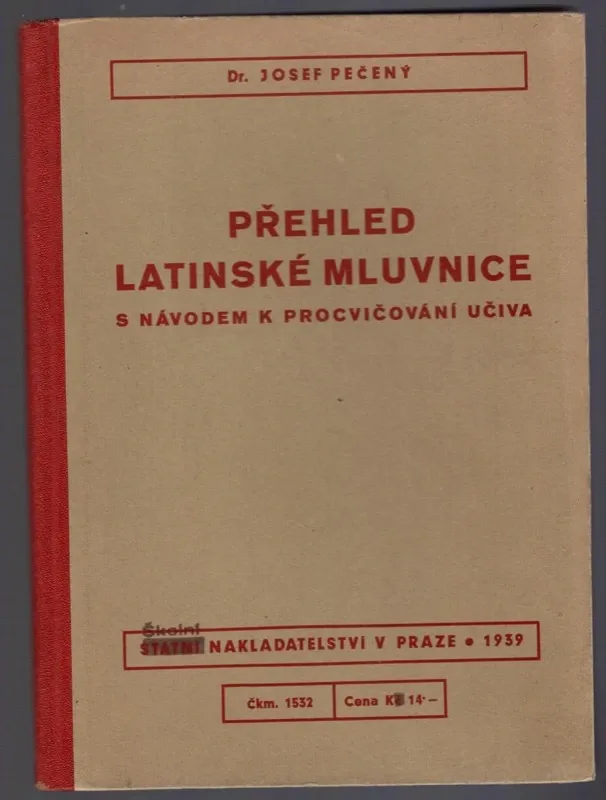 Dr. JOSEF PEČENÝ
PŘEHLED
LATINSKÉ MLUVNICE
S NÁVODEM K PROCVIČOVÁNÍ UČIVA
Školní
STÁTNÍ NAKLADATELSTVÍ V PRAZE • 1939
čkm. 1532
Cena K 14·–